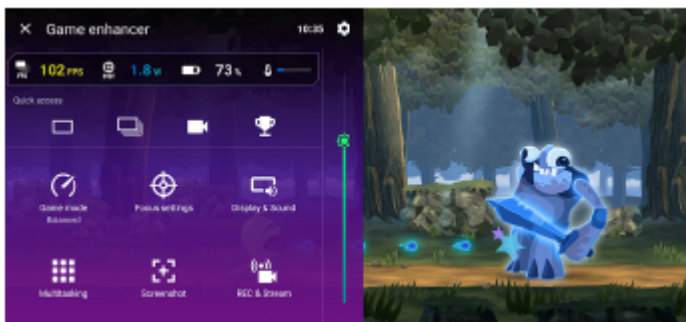 Game enhancer 10:35
102 FPS 1.8 W 73 %
Quick access
Game mode Focus settings Display & Sound
Balanced
Multitasking Screenshot REC & Stream